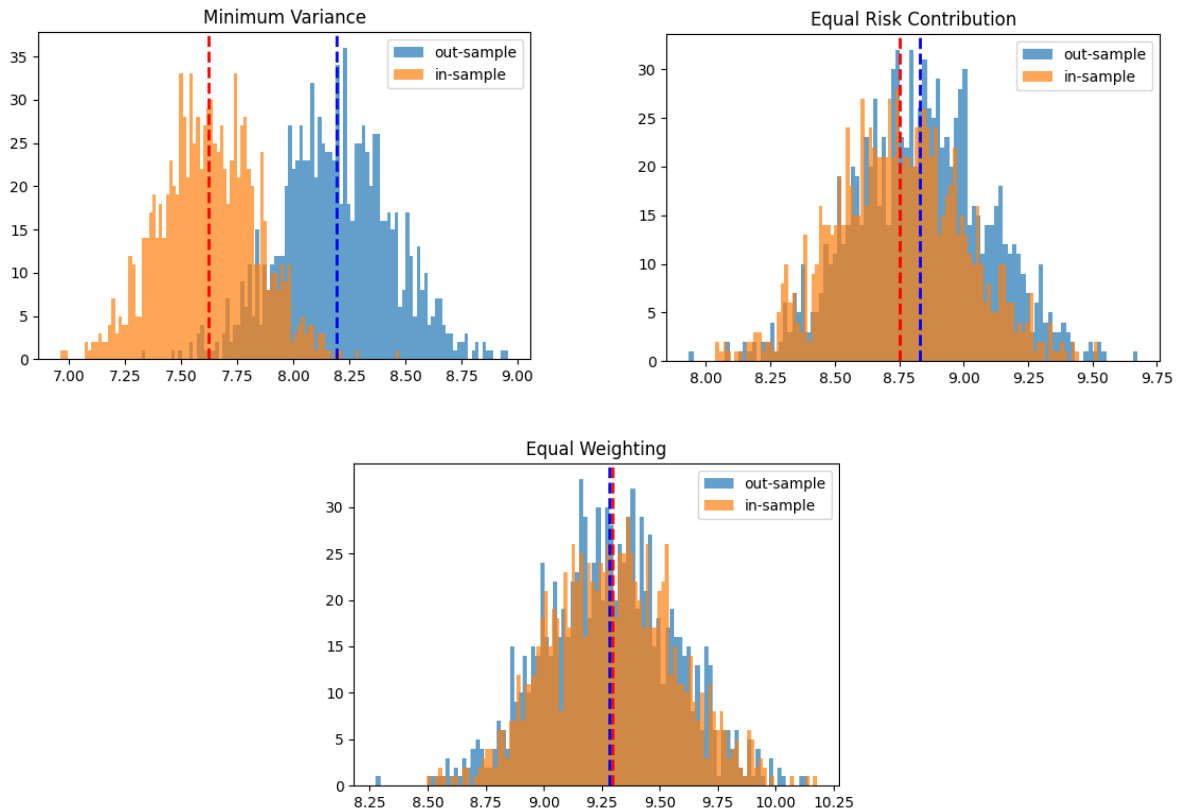 Minimum Variance
35
30
25
20
15
10
5
0
out-sample
in-sample
7.00 7.25 7.50 7.75 8.00 8.25 8.50 8.75 9.00
Equal Risk Contribution
30
25
20
15
10
5
0
out-sample
in-sample
8.00 8.25 8.50 8.75 9.00 9.25 9.50 9.75
Equal Weighting
30
25
20
15
10
5
0
out-sample
in-sample
8.25 8.50 8.75 9.00 9.25 9.50 9.75 10.00 10.25